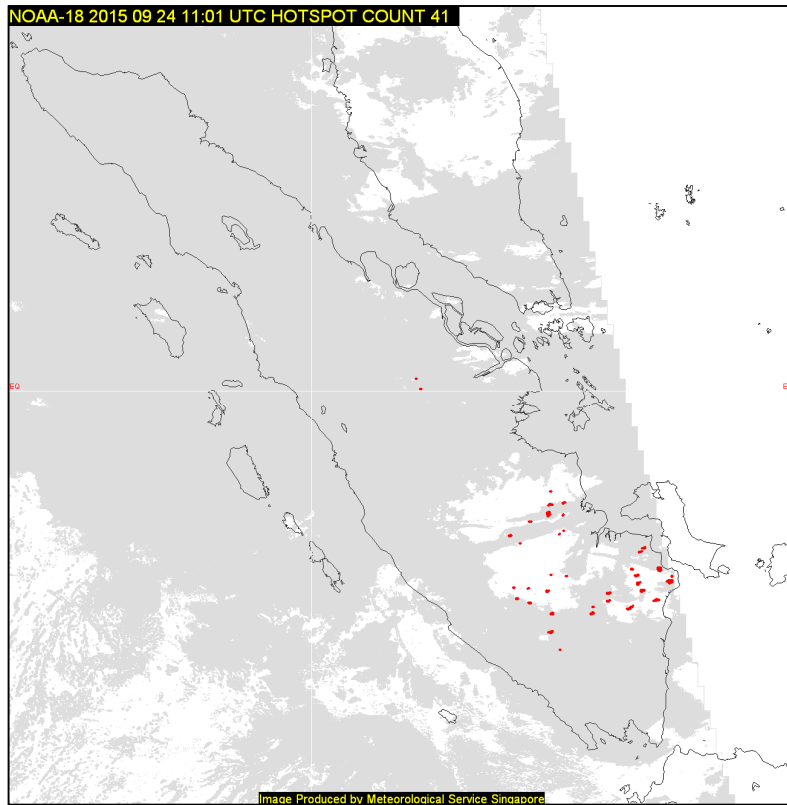 NOAA-18 2015 09 24 11:01 UTC HOTSPOT COUNT 41
EQ
E
Image Produced by Meteorological Service Singapore